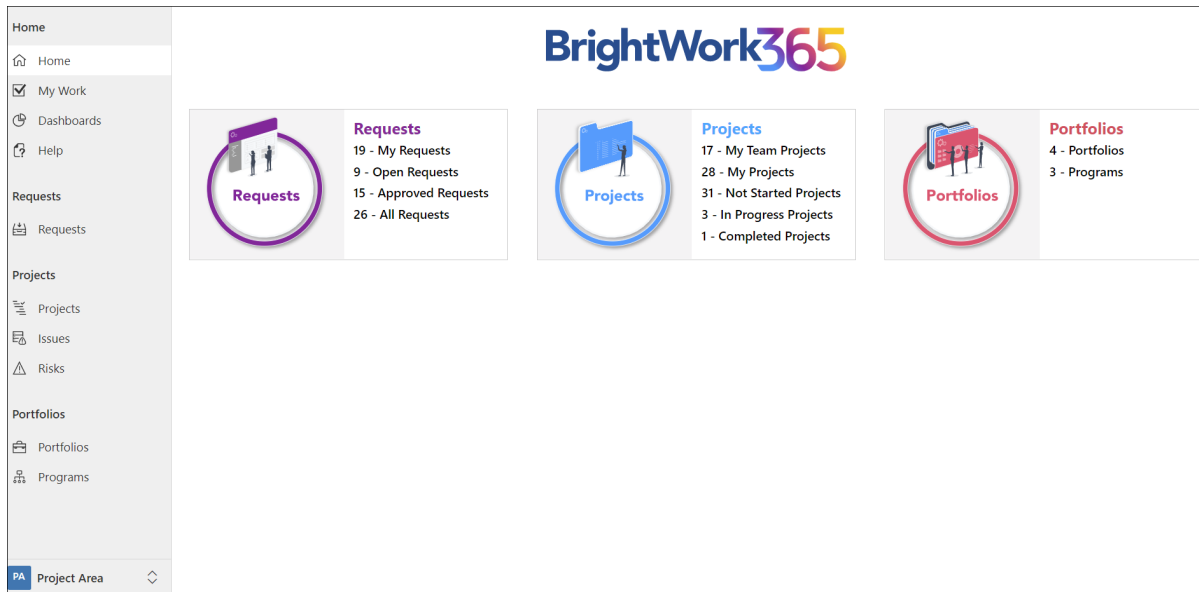 Home
Home
My Work
Dashboards
Help
Requests
Requests
Projects
Projects
Issues
Risks
Portfolios
Portfolios
Programs
PA Project Area
BrightWork365
Requests
Requests
19 - My Requests
9 - Open Requests
15 - Approved Requests
26 - All Requests
Projects
Projects
17 - My Team Projects
28 - My Projects
31 - Not Started Projects
3 - In Progress Projects
1 - Completed Projects
Portfolios
Portfolios
4 - Portfolios
3 - Programs